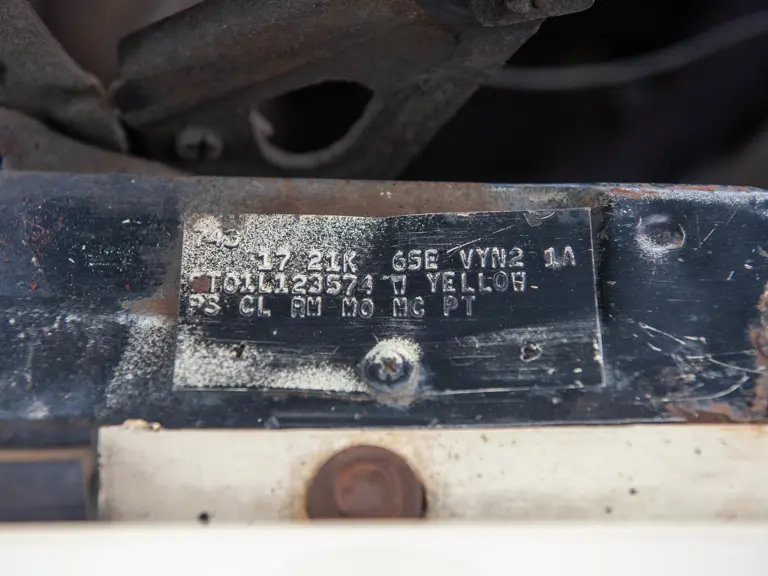 17 21K 65E VYN2 1A
T01L123574 W YELLOW
PS CL RM MO MC PT